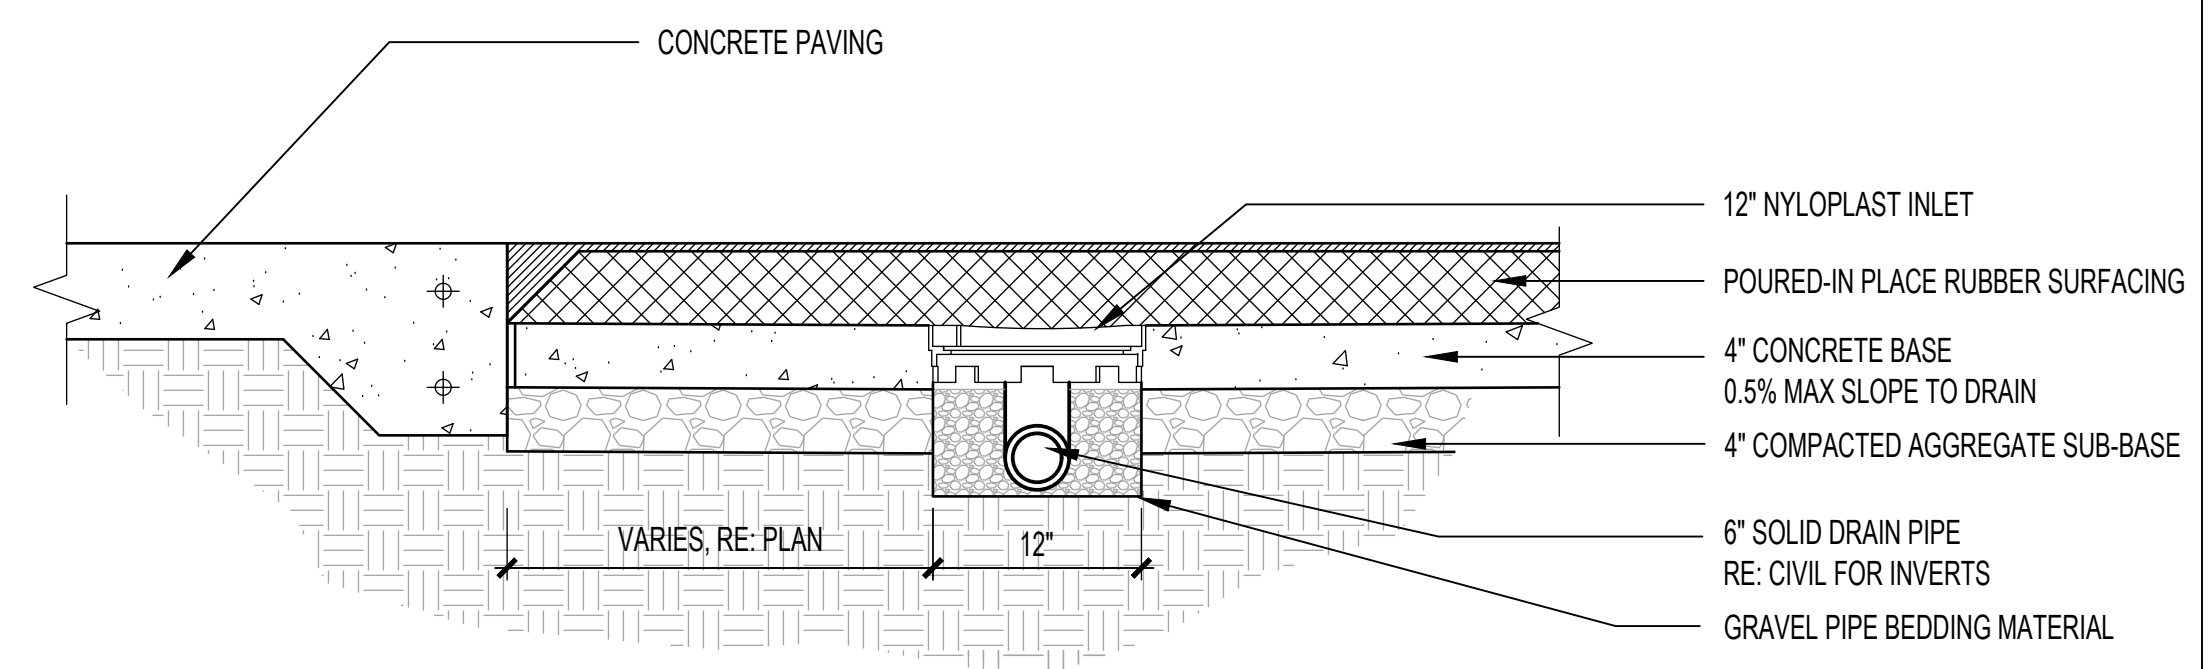 CONCRETE PAVING
12" NYLOPLAST INLET
POURED-IN PLACE RUBBER SURFACING
4" CONCRETE BASE
0.5% MAX SLOPE TO DRAIN
4" COMPACTED AGGREGATE SUB-BASE
6" SOLID DRAIN PIPE
RE: CIVIL FOR INVERTS
GRAVEL PIPE BEDDING MATERIAL
VARIES, RE: PLAN
12"